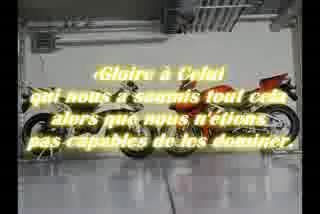 Gloire à Celui
qui nous a soumis tout cela
alors que nous n'étions
pas capables de les dominer